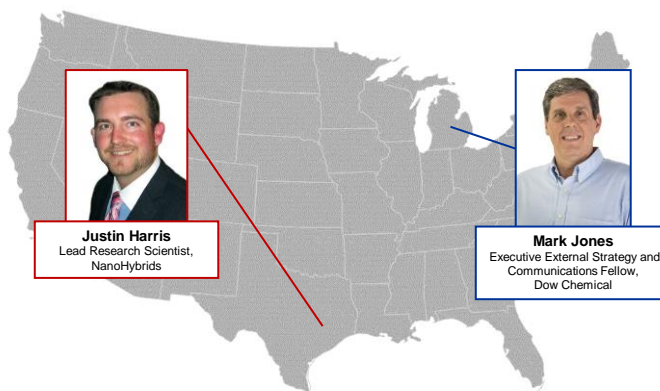 Justin Harris
Lead Research Scientist,
NanoHybrids
Mark Jones
Executive External Strategy and
Communications Fellow,
Dow Chemical